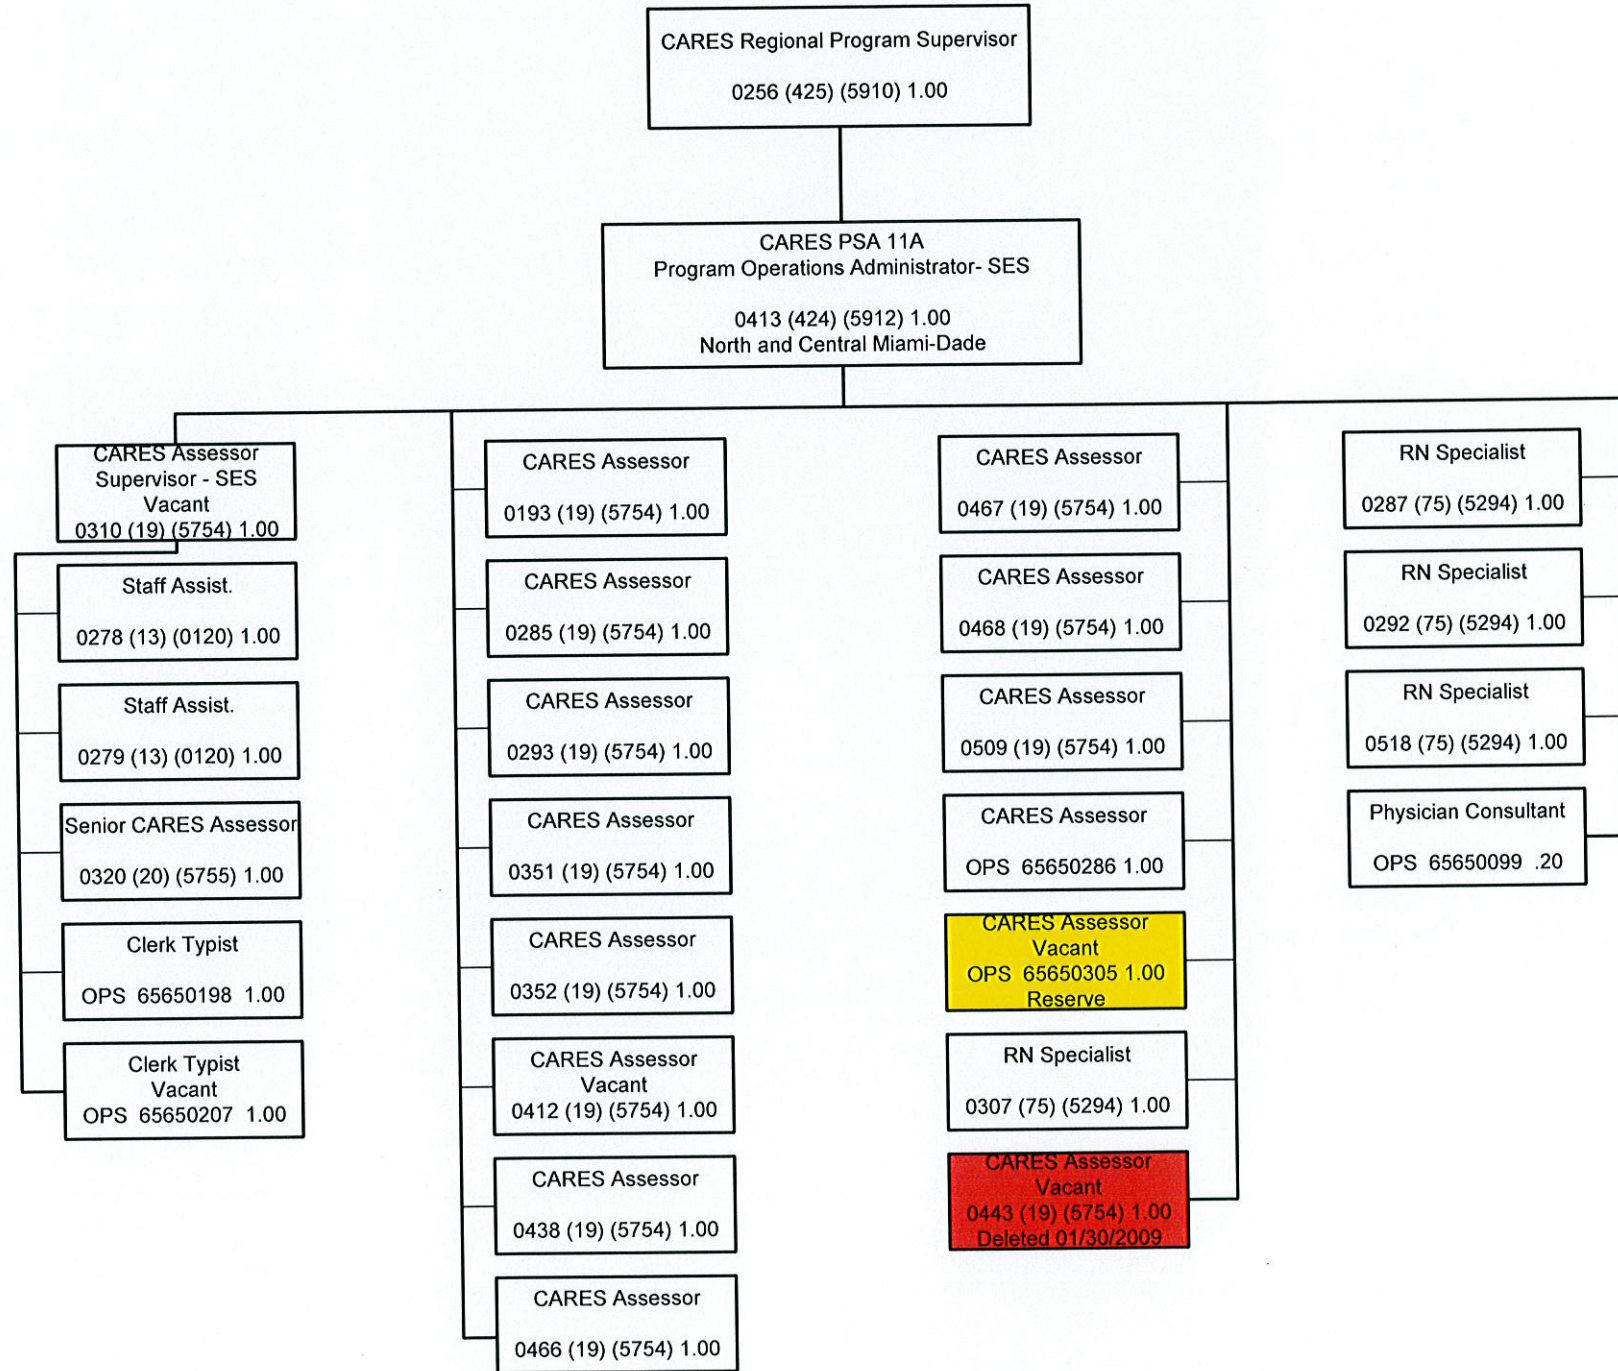 CARES Regional Program Supervisor
0256 (425) (5910) 1.00
CARES PSA 11A
Program Operations Administrator- SES
0413 (424) (5912) 1.00
North and Central Miami-Dade
CARES Assessor
Supervisor - SES
Vacant
0310 (19) (5754) 1.00
Staff Assist.
0278 (13) (0120) 1.00
Staff Assist.
0279 (13) (0120) 1.00
Senior CARES Assessor
0320 (20) (5755) 1.00
Clerk Typist
OPS 65650198 1.00
Clerk Typist
Vacant
OPS 65650207 1.00
CARES Assessor
0193 (19) (5754) 1.00
CARES Assessor
0285 (19) (5754) 1.00
CARES Assessor
0293 (19) (5754) 1.00
CARES Assessor
0351 (19) (5754) 1.00
CARES Assessor
0352 (19) (5754) 1.00
CARES Assessor
Vacant
0412 (19) (5754) 1.00
CARES Assessor
0438 (19) (5754) 1.00
CARES Assessor
0466 (19) (5754) 1.00
CARES Assessor
0467 (19) (5754) 1.00
CARES Assessor
0468 (19) (5754) 1.00
CARES Assessor
0509 (19) (5754) 1.00
CARES Assessor
OPS 65650286 1.00
CARES Assessor
Vacant
OPS 65650305 1.00
Reserve
RN Specialist
0307 (75) (5294) 1.00
CARES Assessor
Vacant
0443 (19) (5754) 1.00
Deleted 01/30/2009
RN Specialist
0287 (75) (5294) 1.00
RN Specialist
0292 (75) (5294) 1.00
RN Specialist
0518 (75) (5294) 1.00
Physician Consultant
OPS 65650099 .20